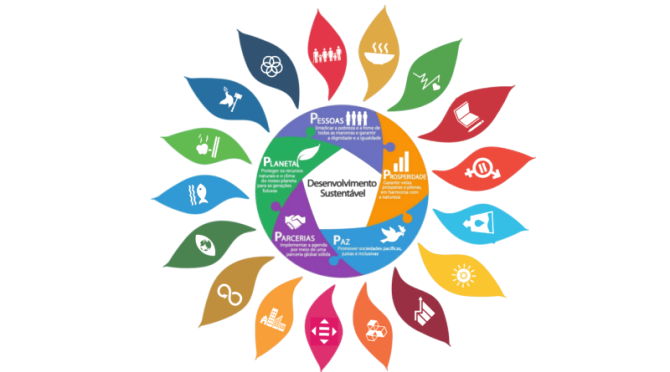 PESSOAS
Erradicar a pobreza e a fome de
todas as maneiras e garantir
a dignidade e a igualdade
PROSPERIDADE
Garantir vidas
prósperas e plenas,
em harmonia com
a natureza
PAZ
Promover sociedades pacíficas,
justas e inclusivas
PARCERIAS
Implementar a agenda
por meio de uma
parceria global sólida
PLANETA
Proteger os recursos
naturais e o clima
do nosso planeta
para as gerações
futuras
Desenvolvimento
Sustentável